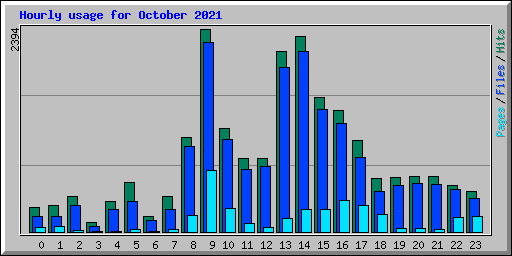 Hourly usage for October 2021
2394
Pages / Files / Hits
0 1 2 3 4 5 6 7 8 9 10 11 12 13 14 15 16 17 18 19 20 21 22 23